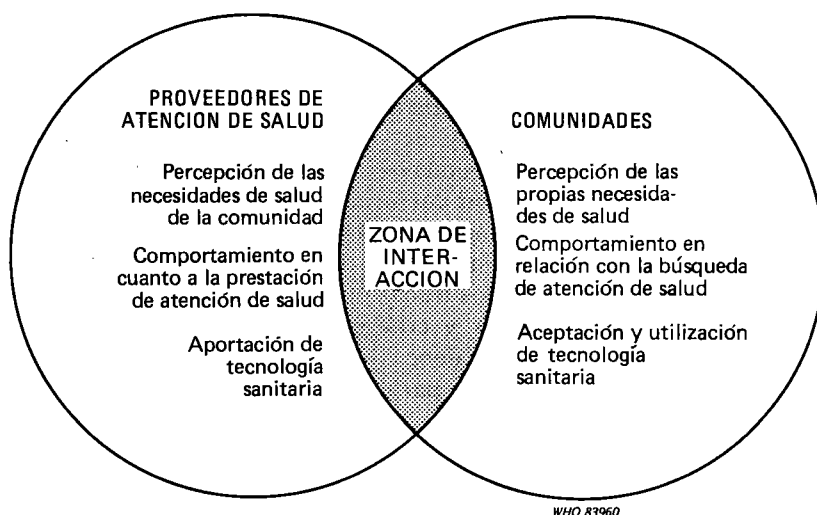 PROVEEDORES DE
ATENCION DE SALUD
Percepción de las
necesidades de salud
de la comunidad
Comportamiento en
cuanto a la prestación
de atención de salud
Aportación de
tecnología
sanitaria
ZONA DE
INTER-
ACCION
COMUNIDADES
Percepción de las
propias necesida-
des de salud
Comportamiento en
relación con la búsqueda
de atención de salud
Aceptación y utilización
de tecnología
sanitaria
WHO 83960